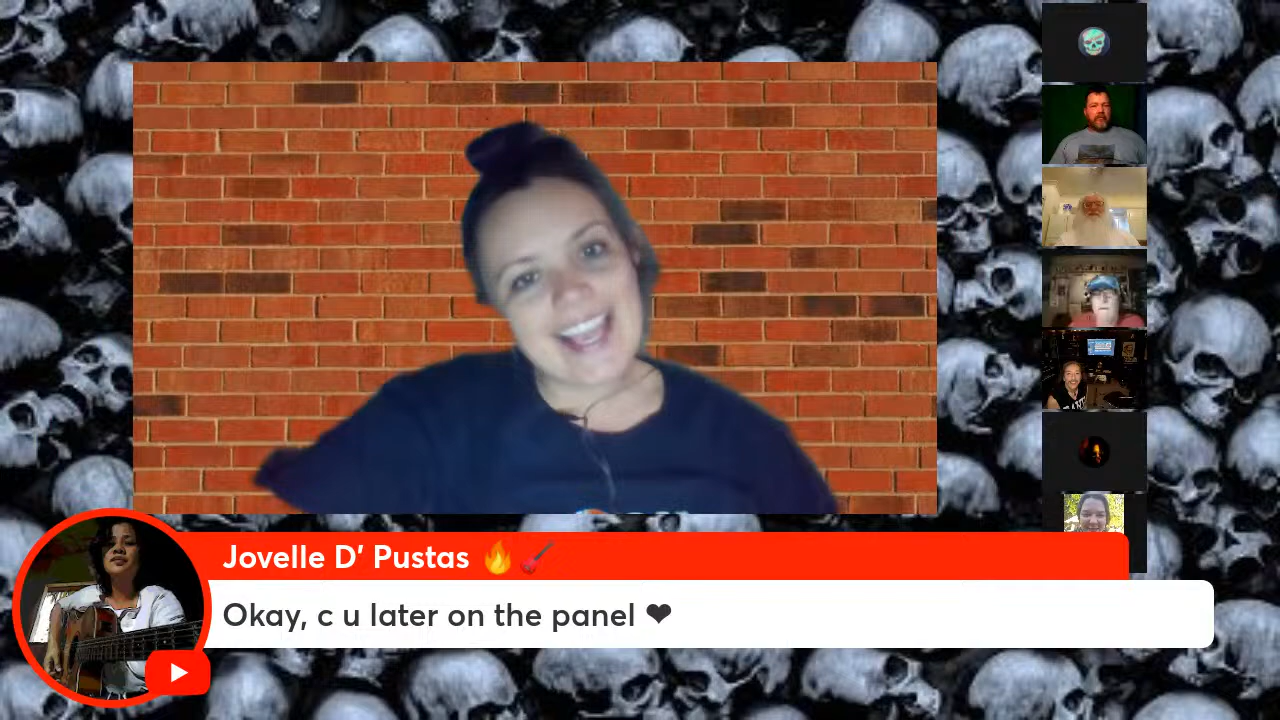 Jovelle D' Pustas 🔥🎸
Okay, c u later on the panel ❤